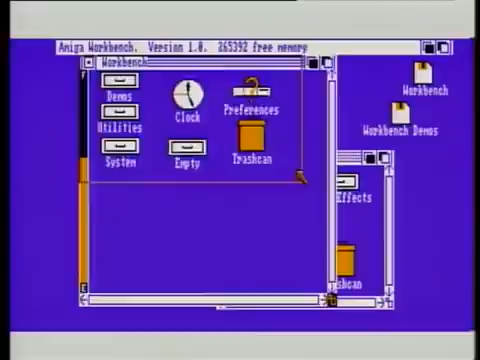 Amiga Workbench. Version 1.0. 265392 free memory
Workbench
Demos
Clock
Preferences
Utilities
System
Empty
Trashcan
Workbench
Workbench Demos
Effects
shcan